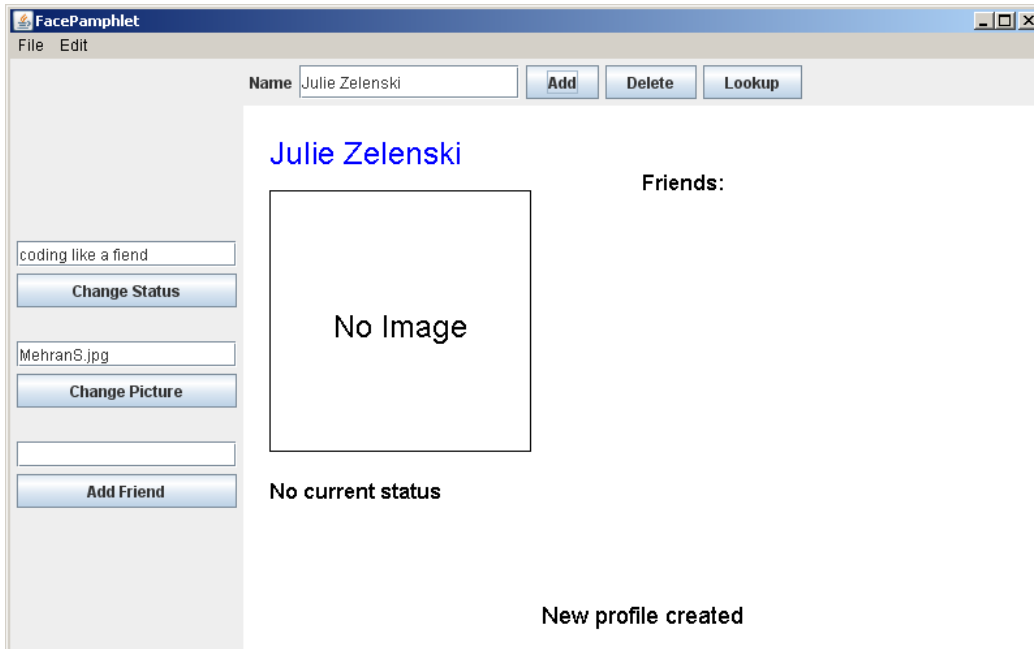 FacePamphlet
File Edit
Name Julie Zelenski Add Delete Lookup
Julie Zelenski
Friends:
coding like a fiend
Change Status
No Image
MehranS.jpg
Change Picture
Add Friend
No current status
New profile created